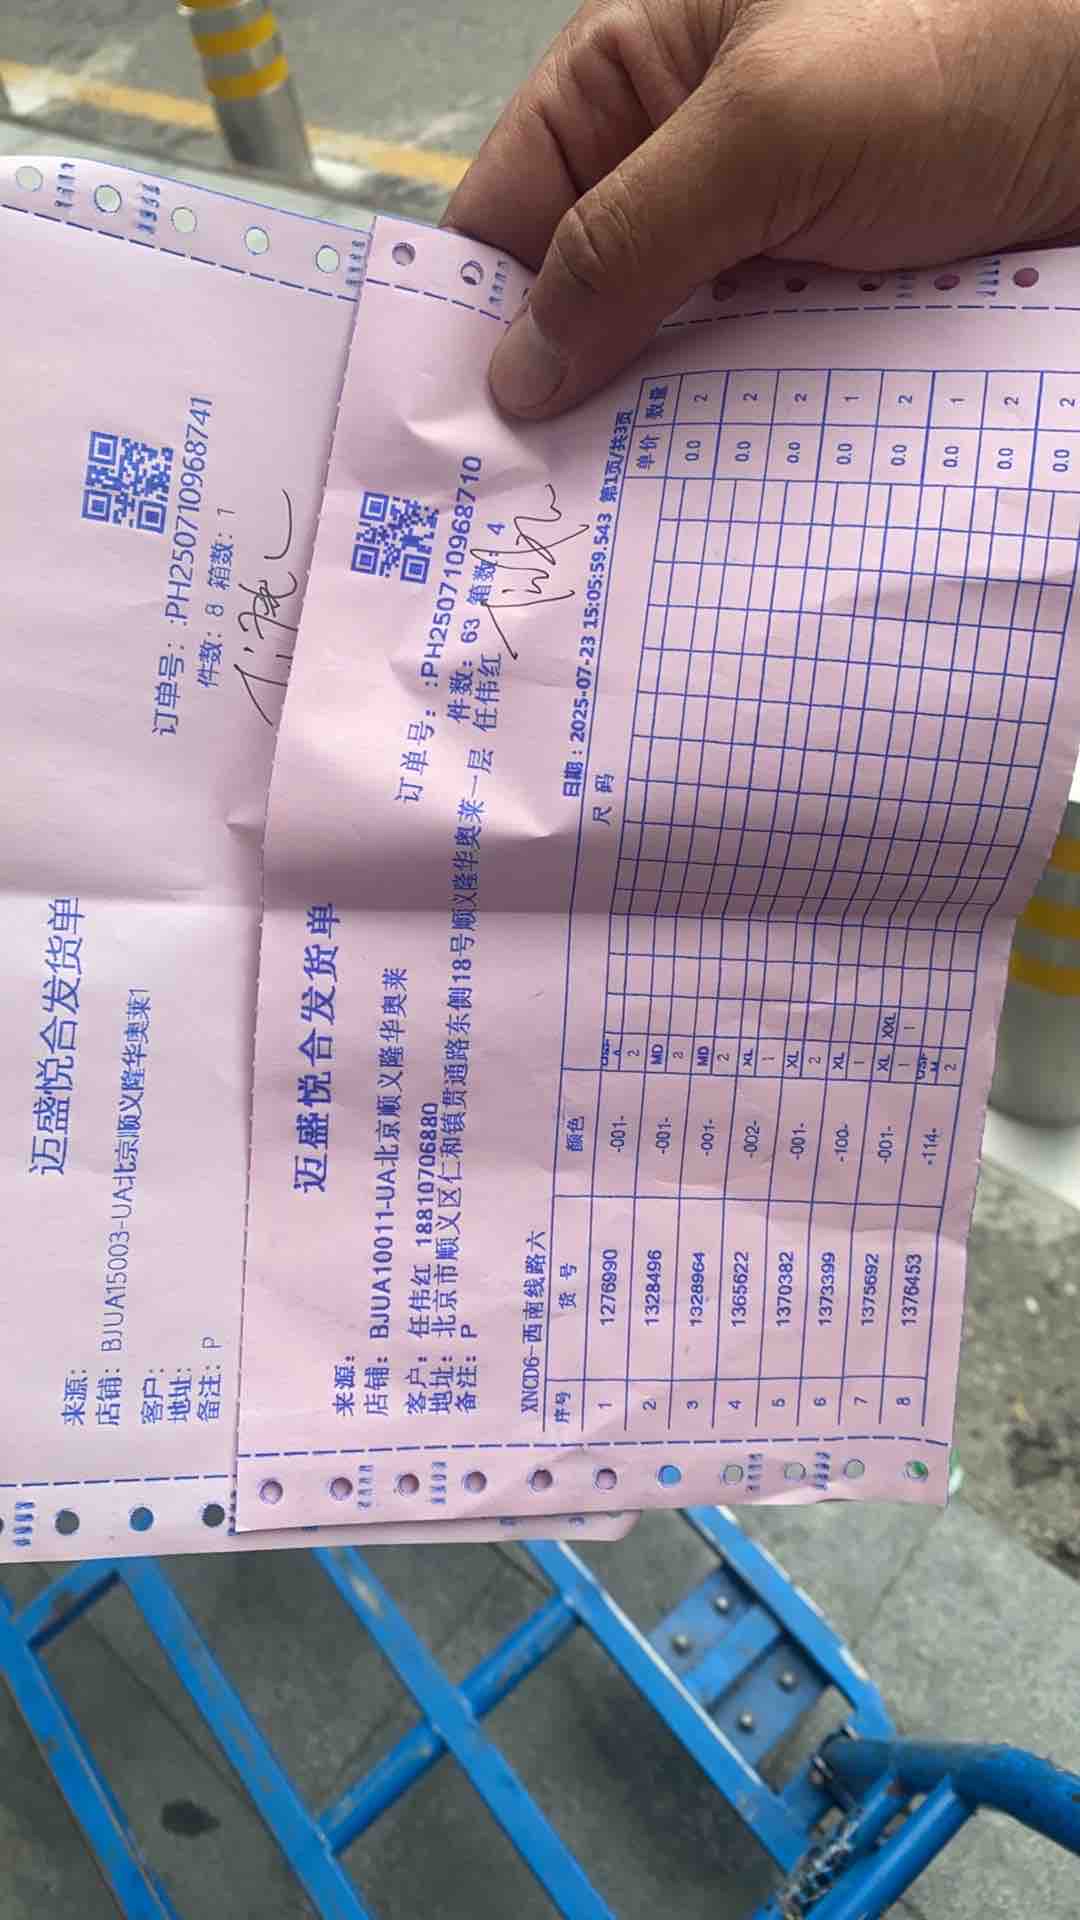 迈盛悦合发货单
订单号: :PH250710968741
件数: 8 箱数: 1
来源:
店铺: BJUA15003-UA北京顺义隆华奥莱1
客户:
地址:
备注: P
迈盛悦合发货单
订单号: :PH250710968710
件数: 63 箱数: 4
来源:
店铺: BJUA10011-UA北京顺义隆华奥莱
客户: 任伟红 18810706880
地址: 北京市顺义区仁和镇贯通路东侧18号顺义隆华奥莱一层 任伟红
备注: P
XNCD6-西南线路六 日期: 2025-07-23 15:05:59.543 第1页/共3页
序号 货号 颜色 尺码 单价 数量
1 1276990 -001- 2 0.0 2
2 1328496 -001- MD 2 0.0 2
3 1328964 -001- MD 2 0.0 2
4 1365622 -002- XL 1 0.0 1
5 1370382 -001- XL 2 0.0 2
6 1373399 -100- XL 1 0.0 1
7 1375692 -001- XL XXL 1 1 0.0 2
8 1376453 -114- 2 0.0 2